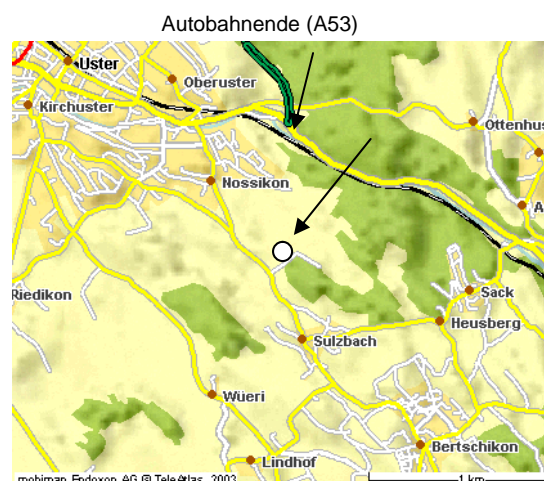 Autobahnende (A53)
Uster
Oberuster
Kirchuster
Ottenhus
Nossikon
A
Riedikon
Sack
Heusberg
Sulzbach
Wüeri
Bertschikon
Lindhof
mobimap, Endoxon AG © TeleAtlas, 2003
1 km